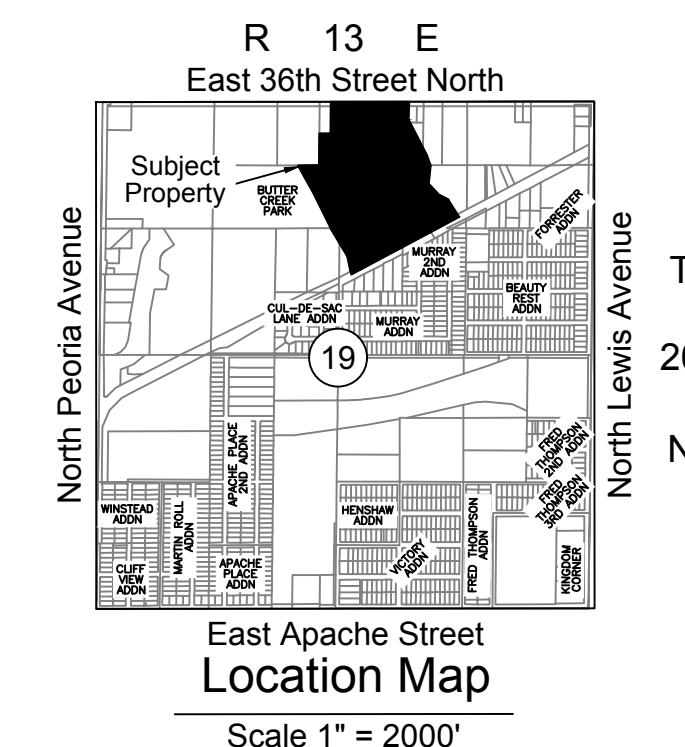 R 13 E
East 36th Street North
Subject
Property
BUTTER
CREEK
PARK
FORRESTER
ADDN
MURRAY
2ND
ADDN
BEAUTY
REST
ADDN
CUL-DE-SAC
LANE ADDN
MURRAY
ADDN
North Peoria Avenue
North Lewis Avenue
T
20
N
19
APACHE PLACE
2ND ADDN
FRED
THOMPSON
2ND ADDN
FRED
THOMPSON
3RD ADDN
WINSTEAD
ADDN
MARTIN ROLL
ADDN
HENSHAW
ADDN
FRED THOMPSON
ADDN
CLIFF
VIEW
ADDN
APACHE
PLACE
ADDN
VICTORY
ADDN
KINGDOM
CORNER
East Apache Street
Location Map
Scale 1" = 2000'